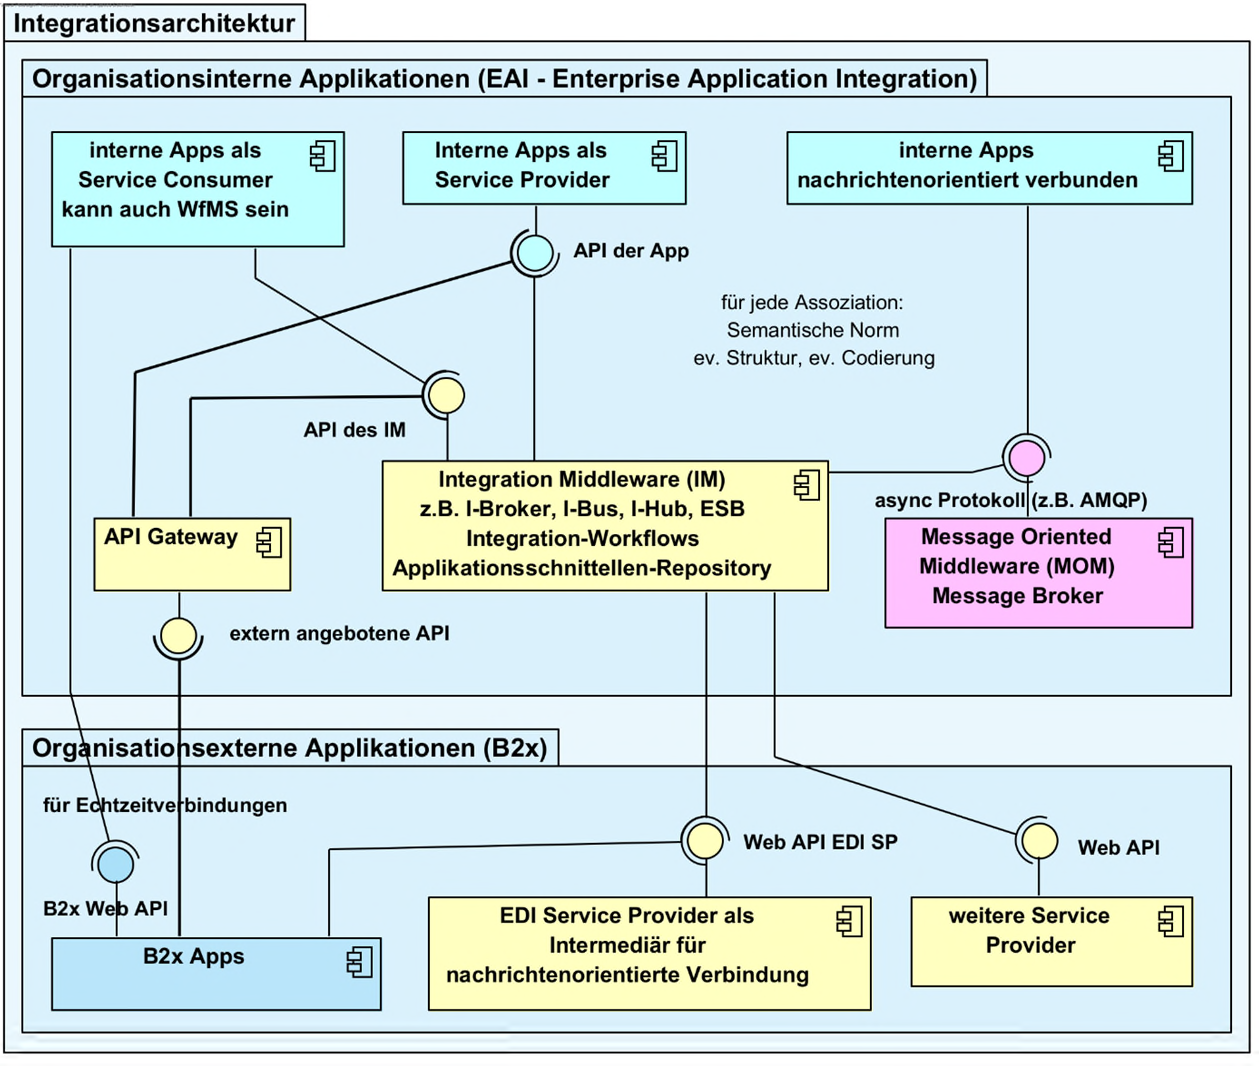 Integrationsarchitektur
Organisationsinterne Applikationen (EAI - Enterprise Application Integration)
interne Apps als
Service Consumer
kann auch WfMS sein
Interne Apps als
Service Provider
interne Apps
nachrichtenorientiert verbunden
API der App
für jede Assoziation:
Semantische Norm
ev. Struktur, ev. Codierung
API des IM
Integration Middleware (IM)
z.B. I-Broker, I-Bus, I-Hub, ESB
Integration-Workflows
Applikationsschnittellen-Repository
async Protokoll (z.B. AMQP)
API Gateway
Message Oriented
Middleware (MOM)
Message Broker
extern angebotene API
Organisationsexterne Applikationen (B2x)
für Echtzeitverbindungen
Web API EDI SP
Web API
B2x Web API
B2x Apps
EDI Service Provider als
Intermediär für
nachrichtenorientierte Verbindung
weitere Service
Provider